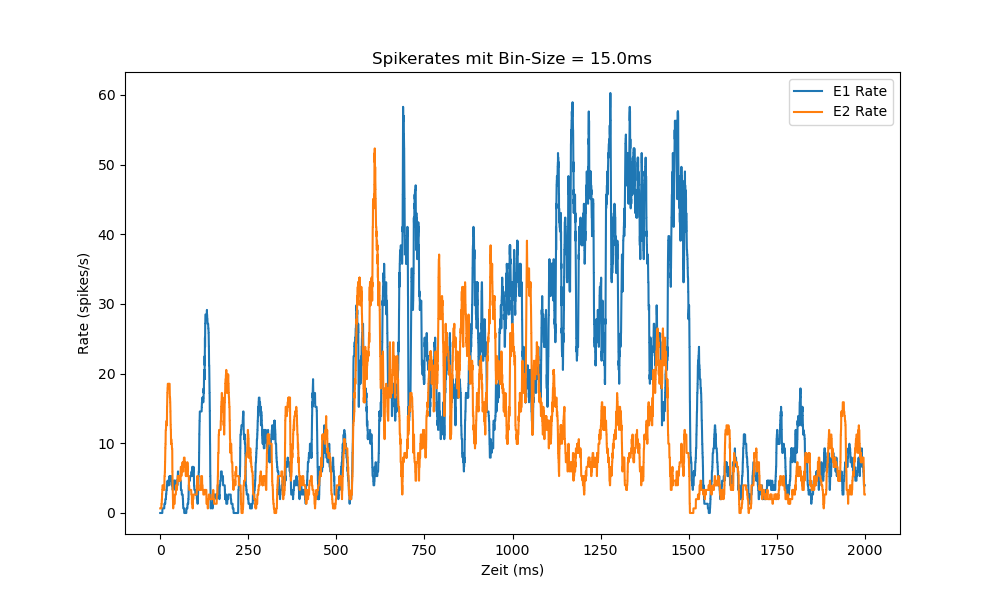 Spikerates mit Bin-Size = 15.0ms
E1 Rate
E2 Rate
60
50
40
30
20
10
0
Rate (spikes/s)
0 250 500 750 1000 1250 1500 1750 2000
Zeit (ms)